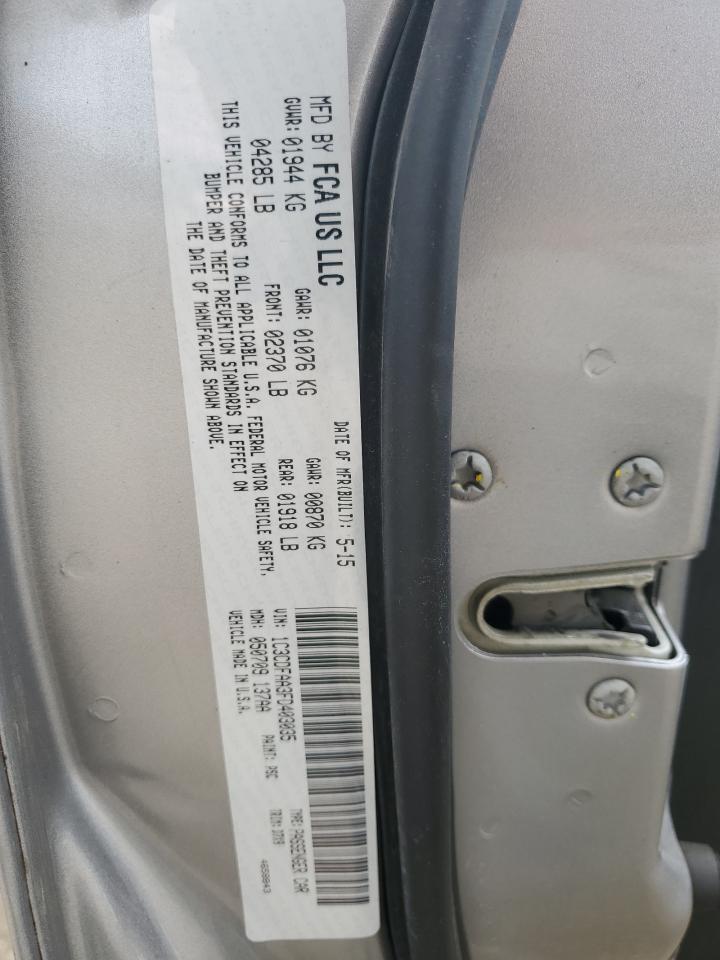 MFD BY FCA US LLC
DATE OF MFR(BUILT): 5-15
GVWR: 01944 KG GAWR: 01076 KG GAWR: 00870 KG
04285 LB FRONT: 02370 LB REAR: 01918 LB
THIS VEHICLE CONFORMS TO ALL APPLICABLE U.S.A. FEDERAL MOTOR VEHICLE SAFETY,
BUMPER AND THEFT PREVENTION STANDARDS IN EFFECT ON
THE DATE OF MANUFACTURE SHOWN ABOVE.
VIN: 1C3CDFAA3FD403035 TYPE: PASSENGER CAR
MDH: 050709 137AA PAINT: PSC TRIM: D7X9
VEHICLE MADE IN U.S.A. 4658043